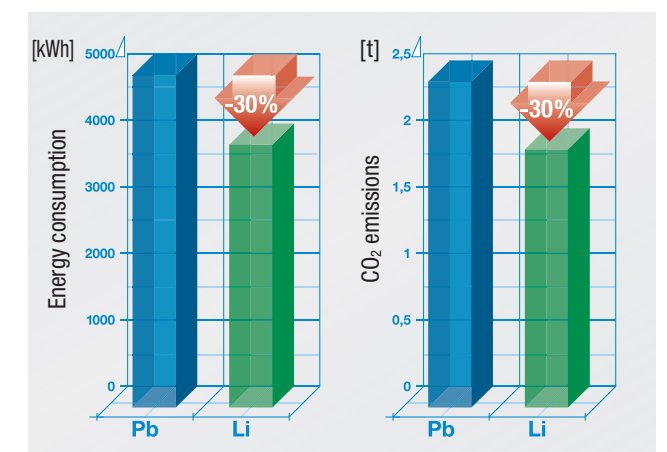 [kWh]
5000
4000
3000
2000
1000
0
Energy consumption
-30%
Pb
Li
[t]
2,5
2
1,5
1
0,5
0
CO₂ emissions
-30%
Pb
Li